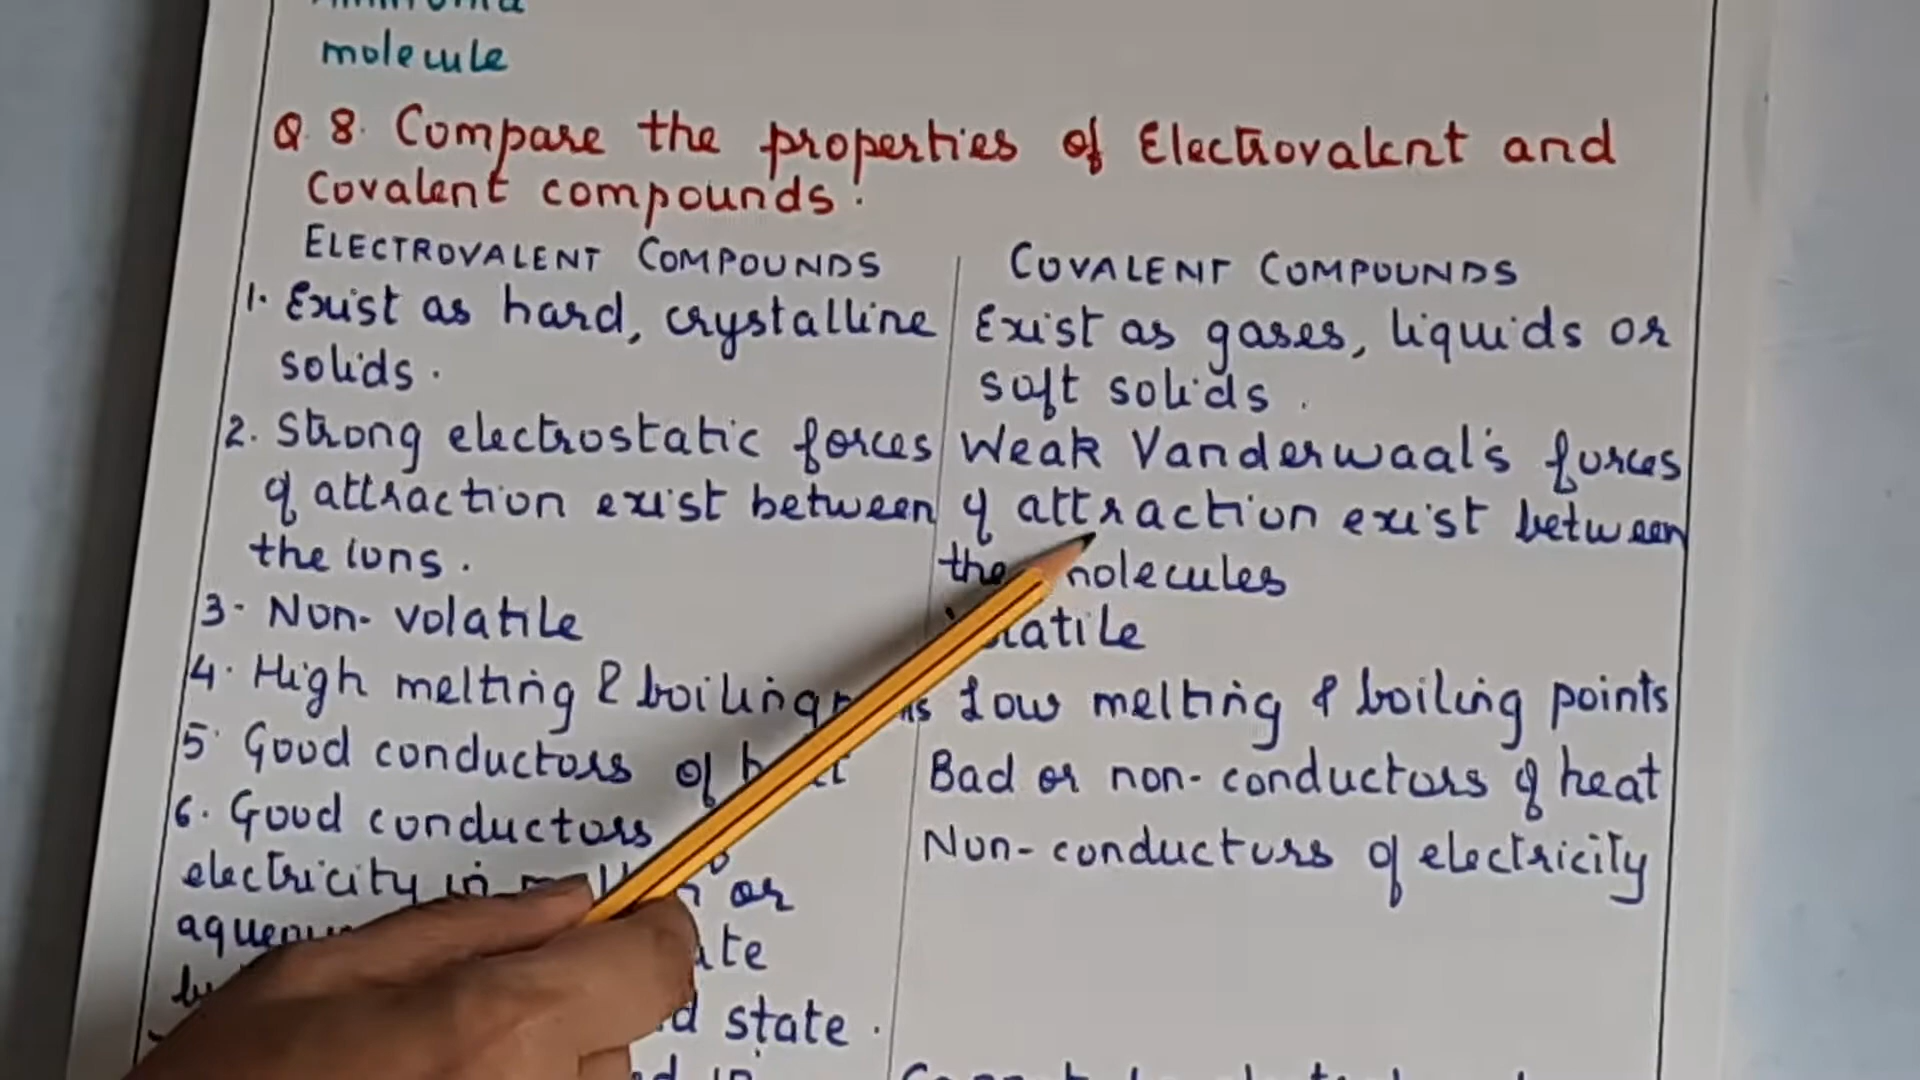 molecule
Q 8. Compare the properties of Electrovalent and
Covalent compounds.
ELECTROVALENT COMPOUNDS
1. Exist as hard, crystalline
solids.
2. Strong electrostatic forces
of attraction exist between
the ions.
3. Non-volatile
4. High melting &
boiling
5. Good conductors of
6. Good conductors
electricity in or
state
state.
in
COVALENT COMPOUNDS
Exist as gases, liquids or
soft solids.
Weak Vanderwaal's forces
of attraction exist between
the molecules
Low melting & boiling points
Bad or non-conductors of heat
Non-conductors of electricity